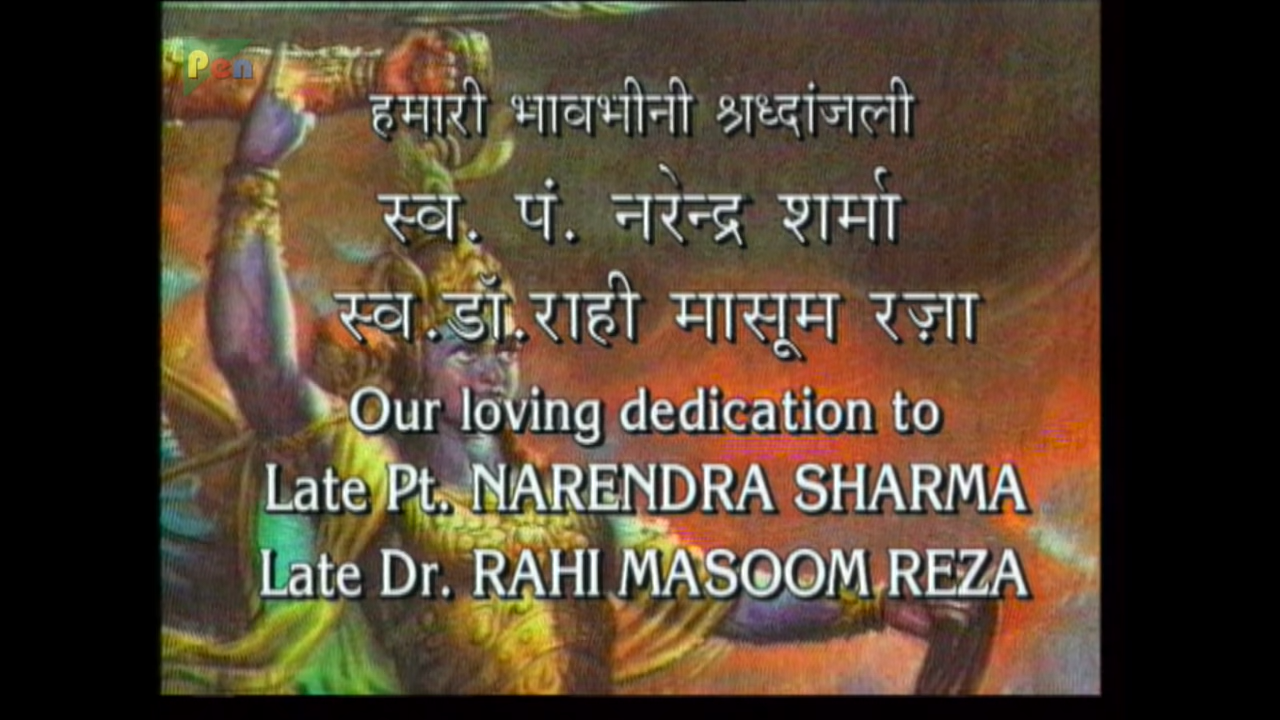 Pen
हमारी भावभीनी श्रध्दांजली
स्व. पं. नरेन्द्र शर्मा
स्व.डॉ.राही मासूम रज़ा
Our loving dedication to
Late Pt. NARENDRA SHARMA
Late Dr. RAHI MASOOM REZA